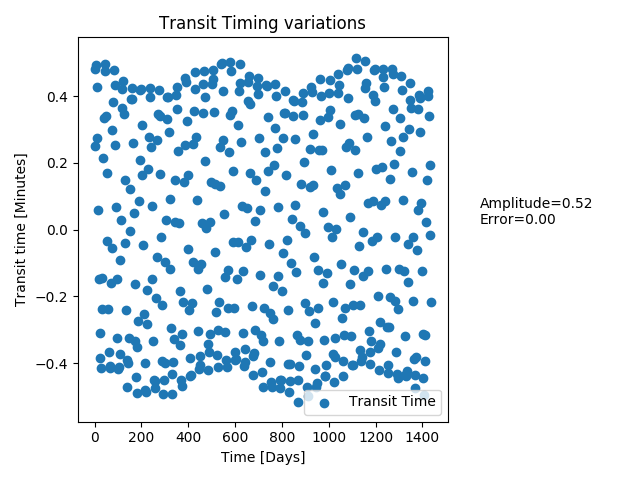 Transit Timing variations
Transit time [Minutes]
0.4
0.2
0.0
−0.2
−0.4
0 200 400 600 800 1000 1200 1400
Time [Days]
Transit Time
Amplitude=0.52
Error=0.00